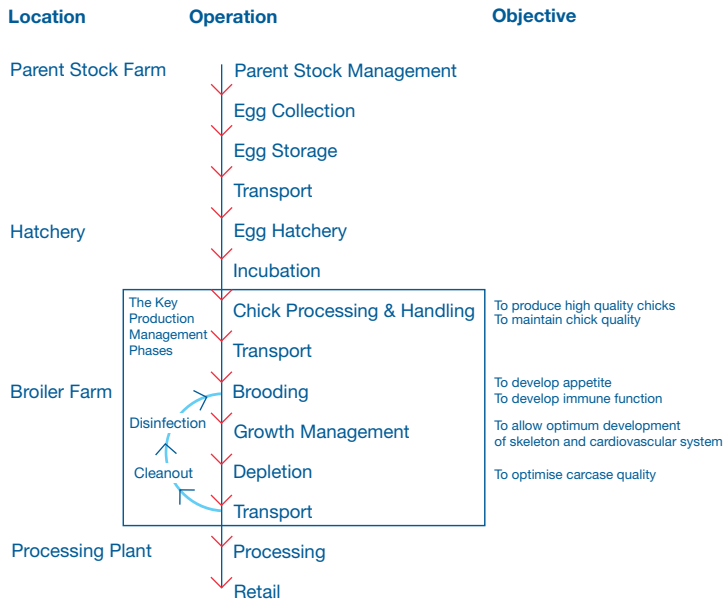 Location Operation Objective
Parent Stock Farm Parent Stock Management
Egg Collection
Egg Storage
Transport
Hatchery Egg Hatchery
Incubation
The Key
Production
Management
Phases
Chick Processing & Handling
To produce high quality chicks
To maintain chick quality
Transport
Broiler Farm Brooding
To develop appetite
To develop immune function
Disinfection
Growth Management
To allow optimum development
of skeleton and cardiovascular system
Cleanout
Depletion
To optimise carcase quality
Transport
Processing Plant Processing
Retail